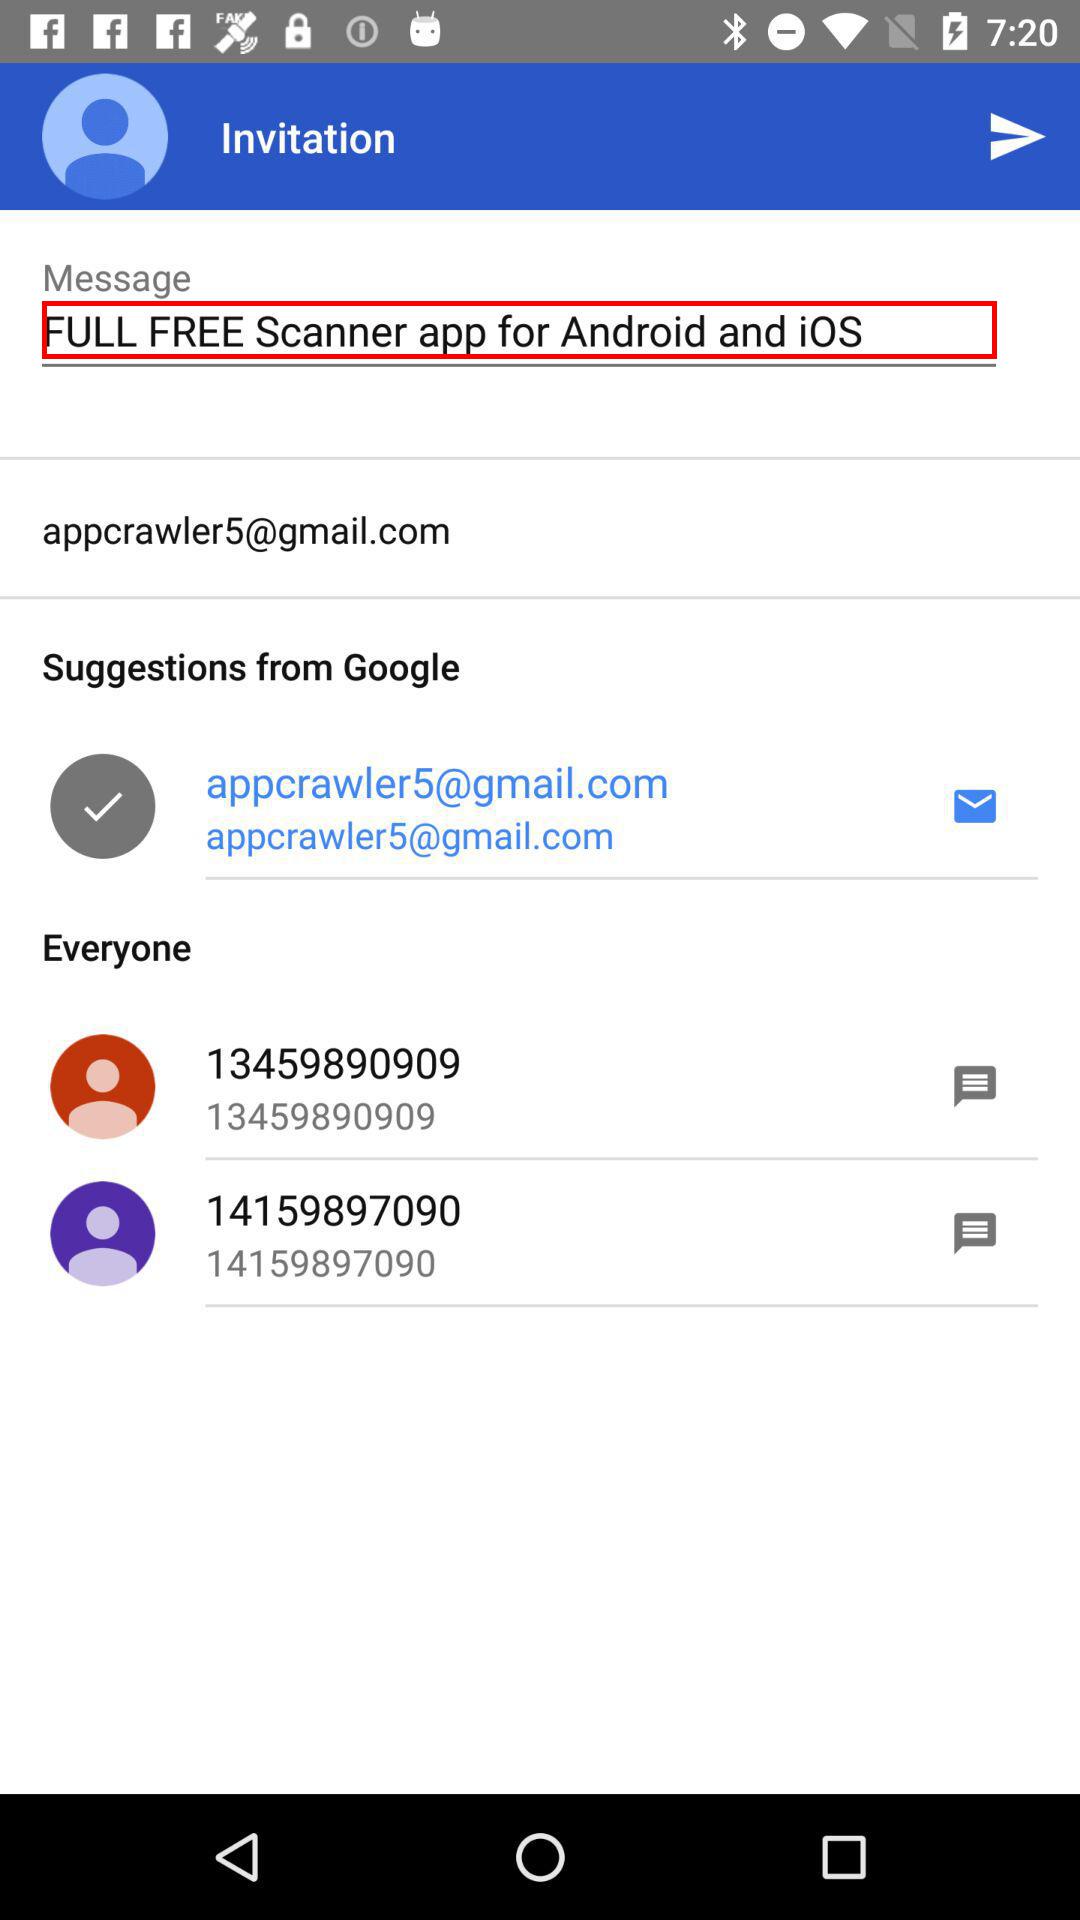 FAKE
7:20
Invitation
Message
FULL FREE Scanner app for Android and iOS
appcrawler5@gmail.com
Suggestions from Google
appcrawler5@gmail.com
appcrawler5@gmail.com
Everyone
13459890909
13459890909
14159897090
14159897090